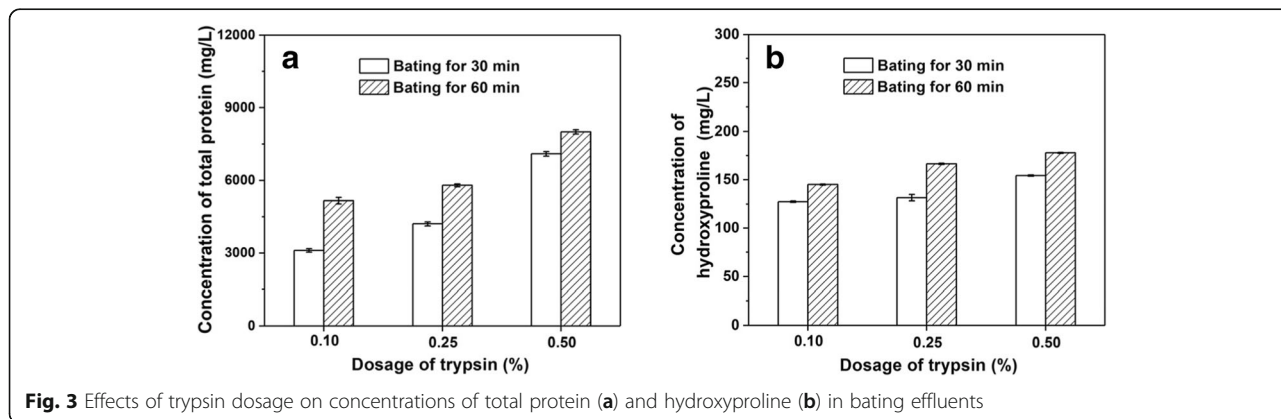 a
Bating for 30 min
Bating for 60 min
Concentration of total protein (mg/L)
12000
9000
6000
3000
0
0.10 0.25 0.50
Dosage of trypsin (%)
b
Bating for 30 min
Bating for 60 min
Concentration of
hydroxyproline (mg/L)
300
250
200
150
100
50
0
0.10 0.25 0.50
Dosage of trypsin (%)
Fig. 3 Effects of trypsin dosage on concentrations of total protein (a) and hydroxyproline (b) in bating effluents